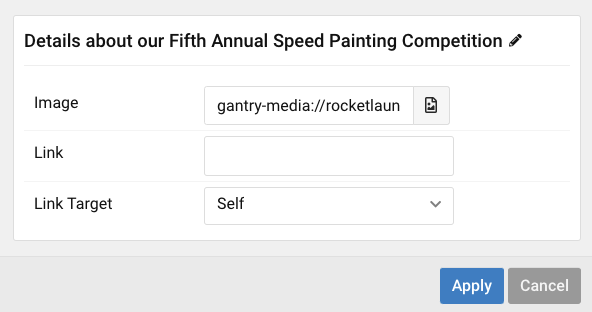 Details about our Fifth Annual Speed Painting Competition
Image gantry-media://rocketlaun
Link
Link Target Self
Apply Cancel